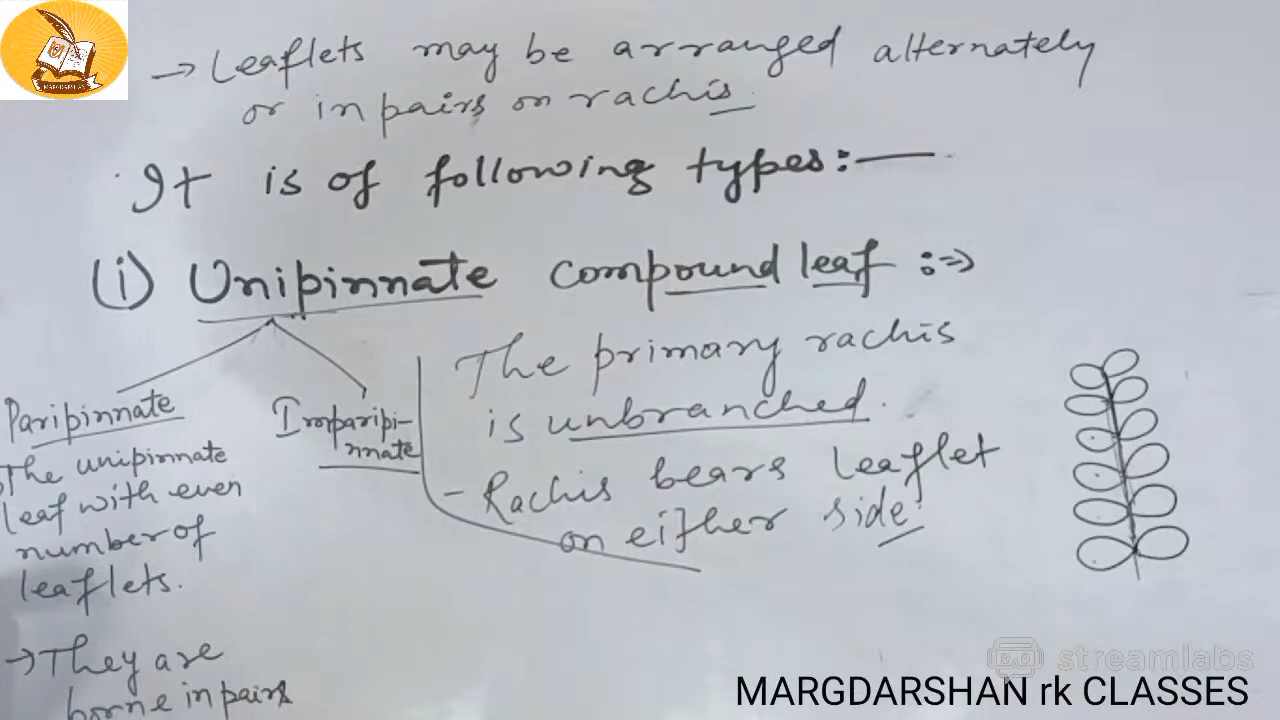 MARGDARSHAN
→ Leaflets may be arranged alternately
or in pairs on rachis.
It is of following types:—
(i) Unipinnate compound leaf :⇒
Paripinnate
The unipinnate
leaf with even
number of
leaflets.
→ They are
borne in pairs
Imparipi-
nnate
The primary rachis
is unbranched.
- Rachis bears leaflet
on either side.
streamlabs
MARGDARSHAN rk CLASSES